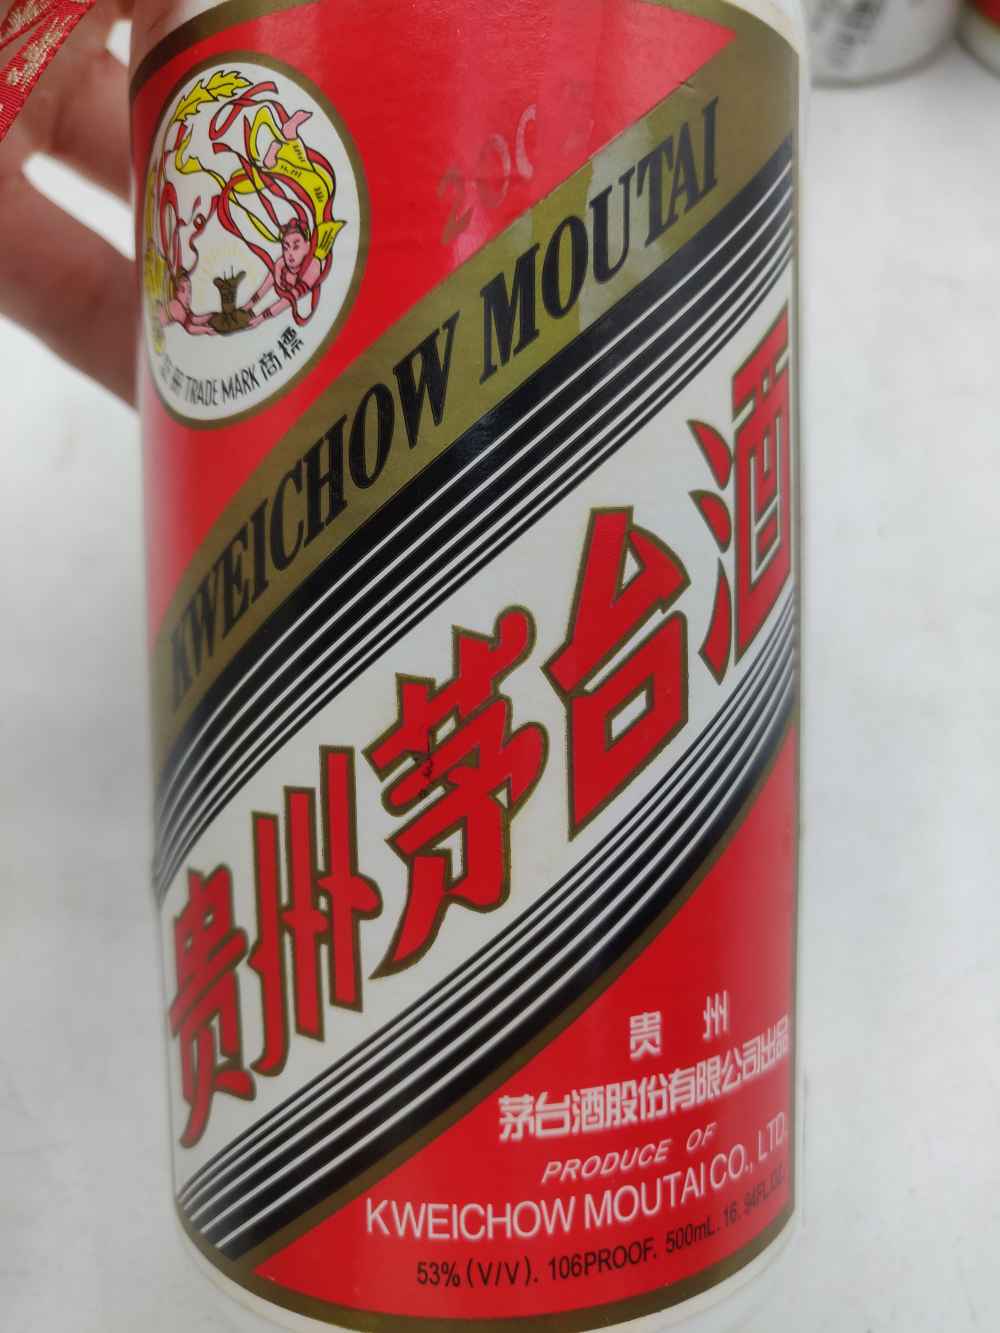 TRADE MARK 商標
KWEICHOW MOUTAI
贵州茅台酒
贵州
茅台酒股份有限公司出品
PRODUCE OF
KWEICHOW MOUTAI CO., LTD.
53% (V/V). 106PROOF. 500mL. 16.94FL.OZ.